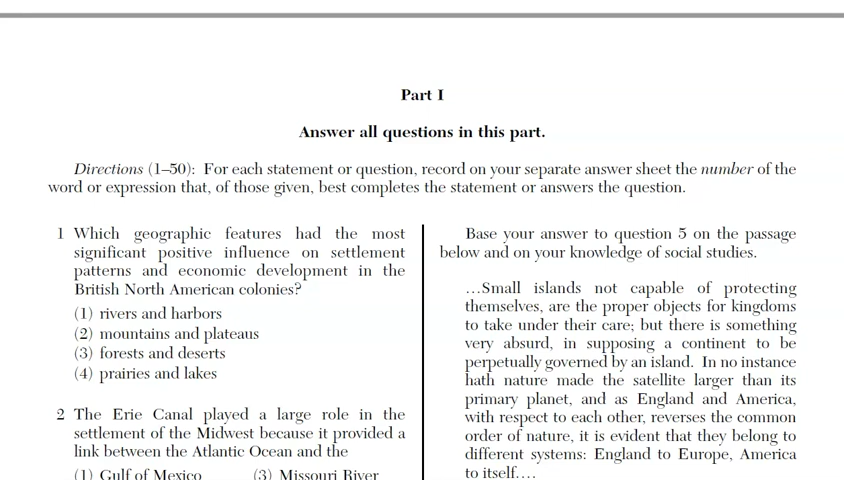 Part I
Answer all questions in this part.
Directions (1–50): For each statement or question, record on your separate answer sheet the number of the
word or expression that, of those given, best completes the statement or answers the question.
1 Which geographic features had the most
significant positive influence on settlement
patterns and economic development in the
British North American colonies?
(1) rivers and harbors
(2) mountains and plateaus
(3) forests and deserts
(4) prairies and lakes
2 The Erie Canal played a large role in the
settlement of the Midwest because it provided a
link between the Atlantic Ocean and the
(1) Gulf of Mexico (3) Missouri River
Base your answer to question 5 on the passage
below and on your knowledge of social studies.
…Small islands not capable of protecting
themselves, are the proper objects for kingdoms
to take under their care; but there is something
very absurd, in supposing a continent to be
perpetually governed by an island. In no instance
hath nature made the satellite larger than its
primary planet, and as England and America,
with respect to each other, reverses the common
order of nature, it is evident that they belong to
different systems: England to Europe, America
to itself.…